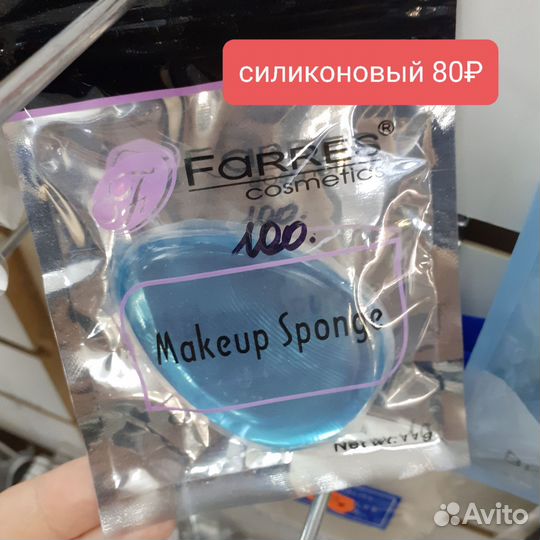 силиконовый 80₽
FaRRES®
cosmetics
100.
Makeup Sponge
Avito